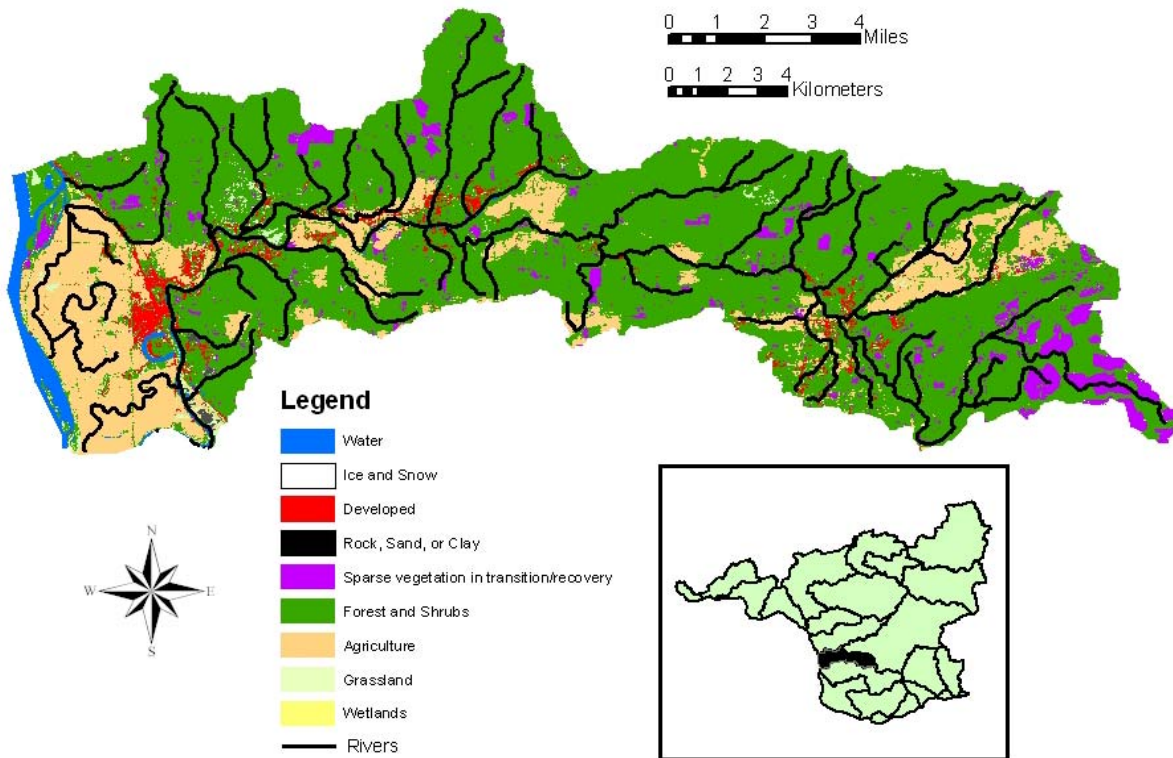 0 1 2 3 4
Miles
0 1 2 3 4
Kilometers
Legend
Water
Ice and Snow
Developed
Rock, Sand, or Clay
Sparse vegetation in transition/recovery
Forest and Shrubs
Agriculture
Grassland
Wetlands
Rivers
N
W E
S